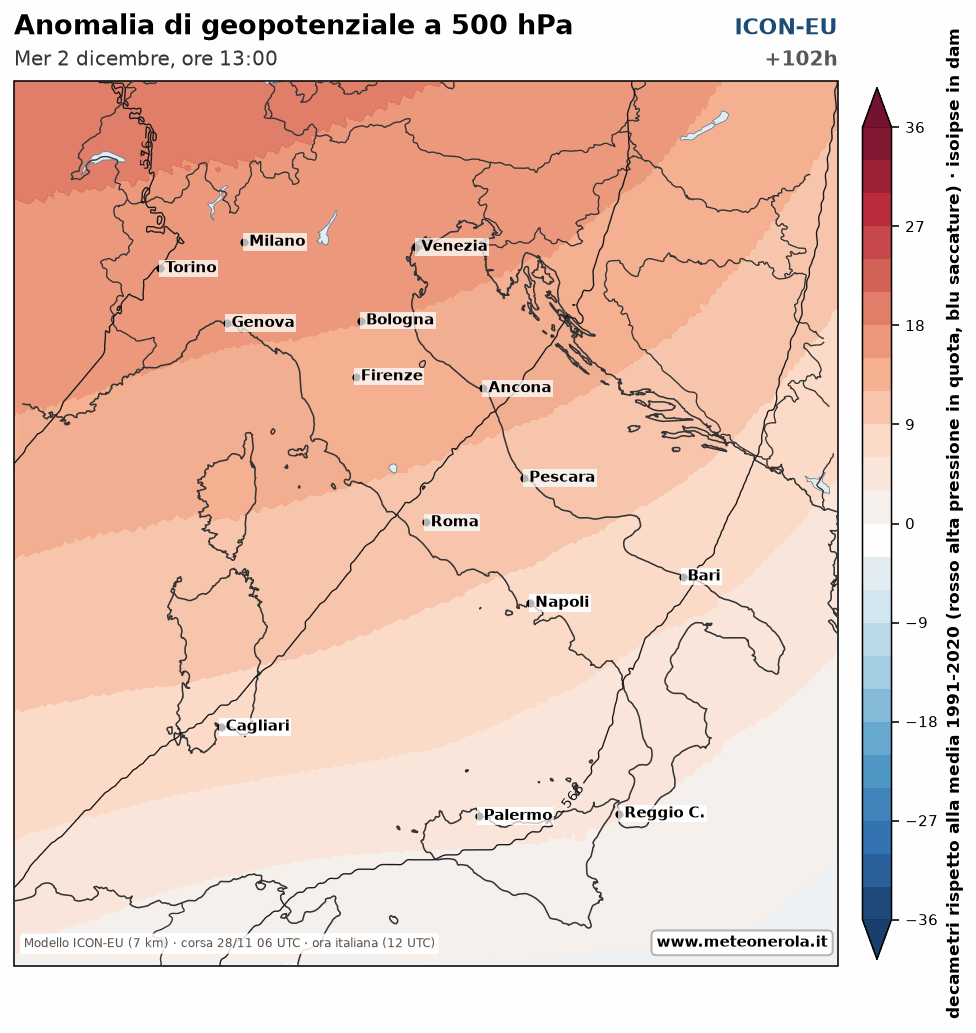 Anomalia di geopotenziale a 500 hPa
ICON-EU
Mer 2 dicembre, ore 13:00
+102h
576
Milano
Venezia
Torino
Genova
Bologna
Firenze
Ancona
Pescara
Roma
Bari
Napoli
Cagliari
568
Palermo
Reggio C.
Modello ICON-EU (7 km) · corsa 28/11 06 UTC · ora italiana (12 UTC)
www.meteonerola.it
36
27
18
9
0
−9
−18
−27
−36
decametri rispetto alla media 1991-2020 (rosso alta pressione in quota, blu saccature) · isoipse in dam